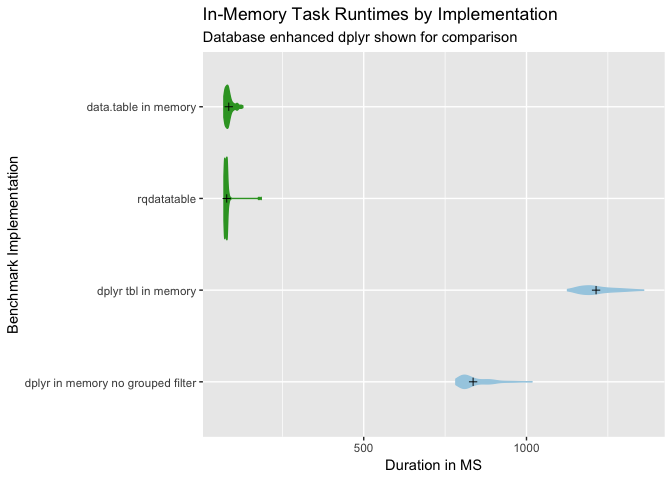 In-Memory Task Runtimes by Implementation
Database enhanced dplyr shown for comparison
Benchmark Implementation
data.table in memory
rqdatatable
dplyr tbl in memory
dplyr in memory no grouped filter
500
1000
Duration in MS